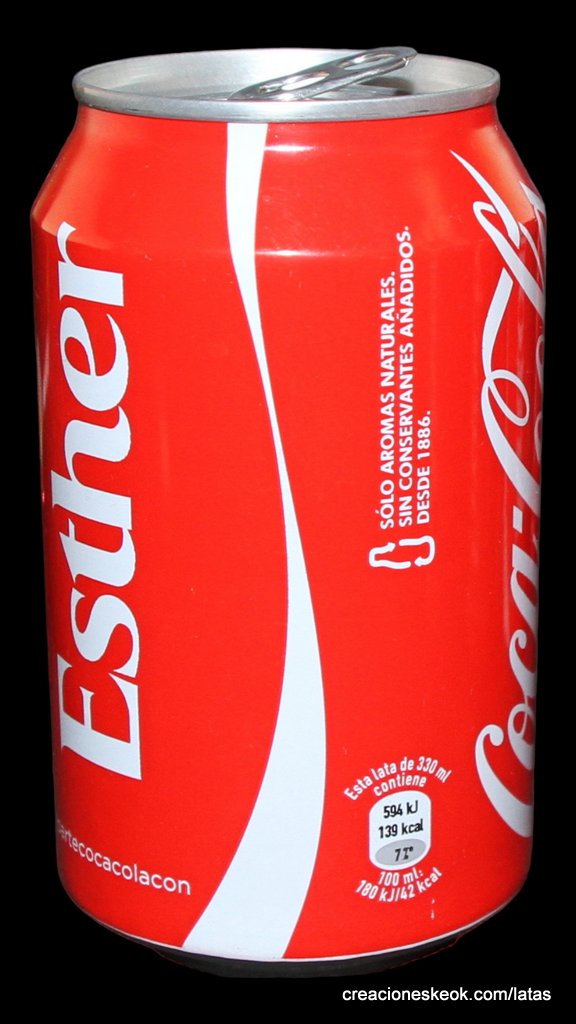 Esther
SÓLO AROMAS NATURALES.
SIN CONSERVANTES AÑADIDOS.
DESDE 1886.
Coca-Cola
Esta lata de 330 ml
contiene
594 kJ
139 kcal
100 ml:
180 kJ/42 kcal
creacioneskeok.com/latas